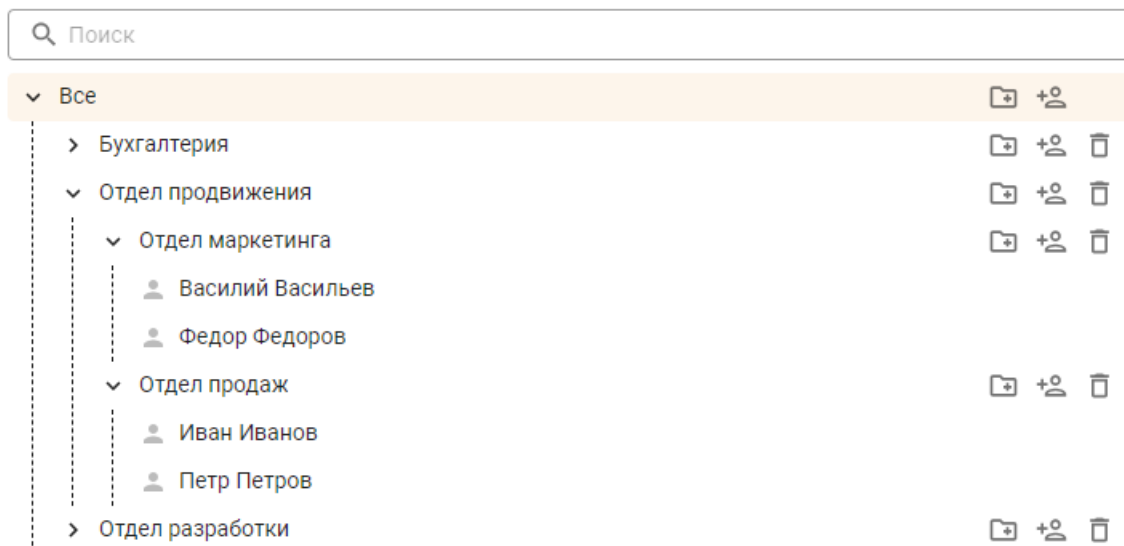 Поиск
Все
Бухгалтерия
Отдел продвижения
Отдел маркетинга
Василий Васильев
Федор Федоров
Отдел продаж
Иван Иванов
Петр Петров
Отдел разработки